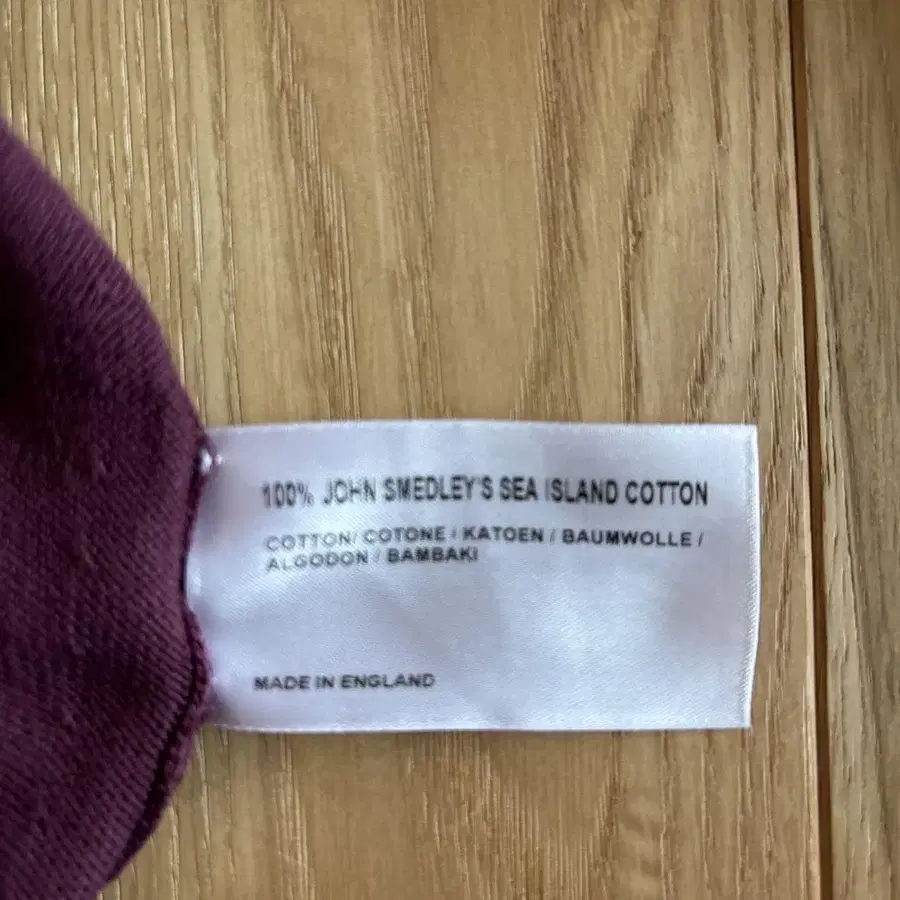 100% JOHN SMEDLEY'S SEA ISLAND COTTON
COTTON/ COTONE / KATOEN / BAUMWOLLE /
ALGODON / BAMBAKI
MADE IN ENGLAND